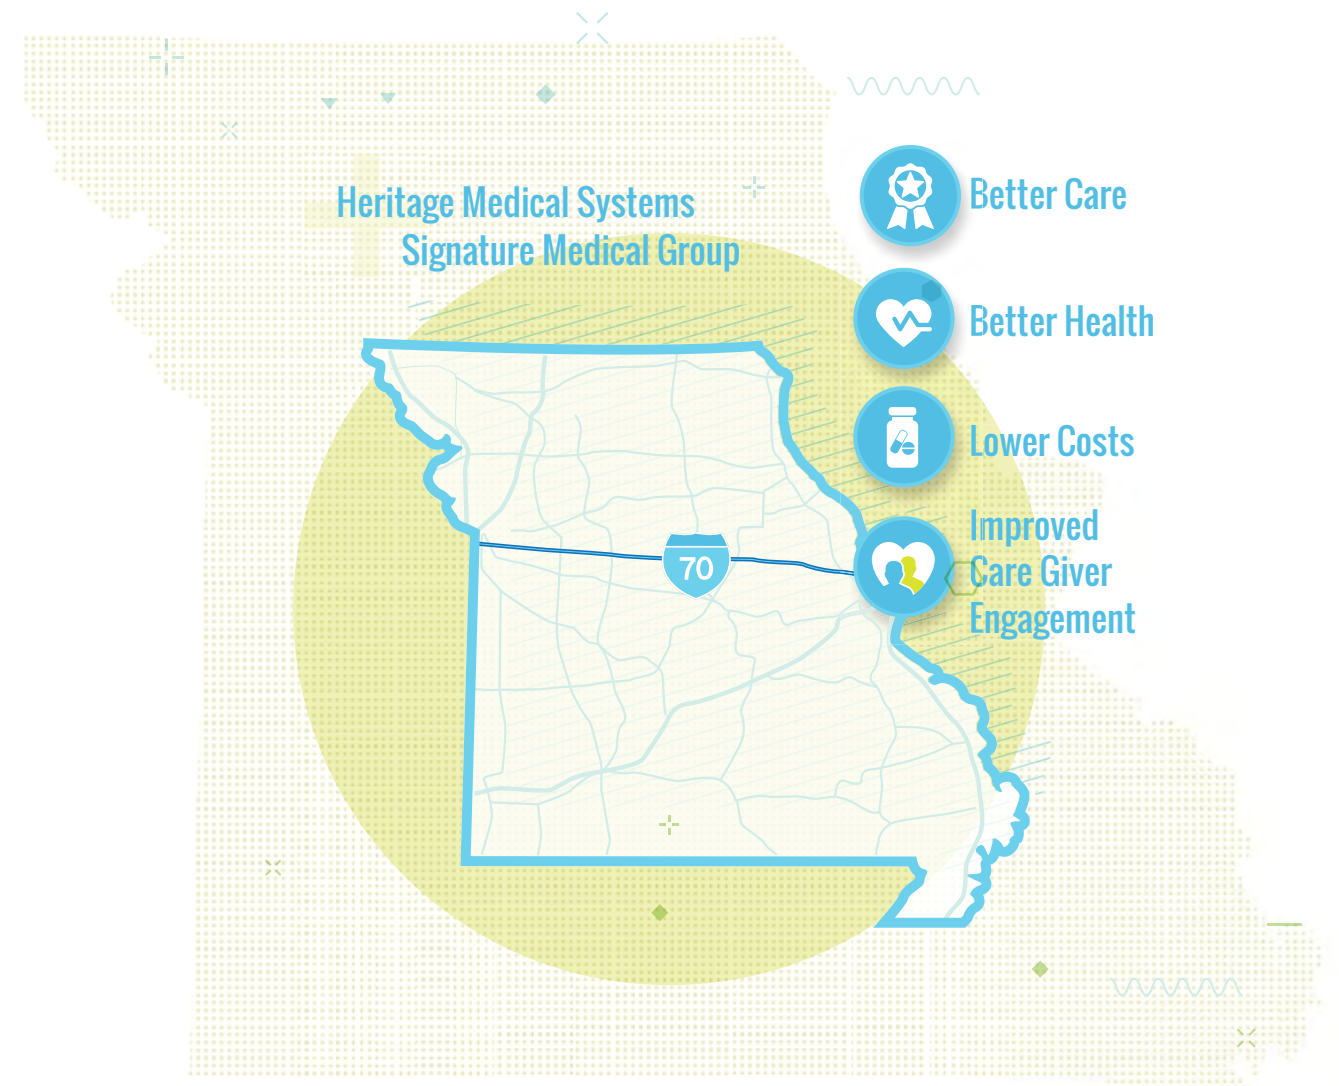 Heritage Medical Systems
Signature Medical Group
Better Care
Better Health
Lower Costs
Improved
Care Giver
Engagement
70